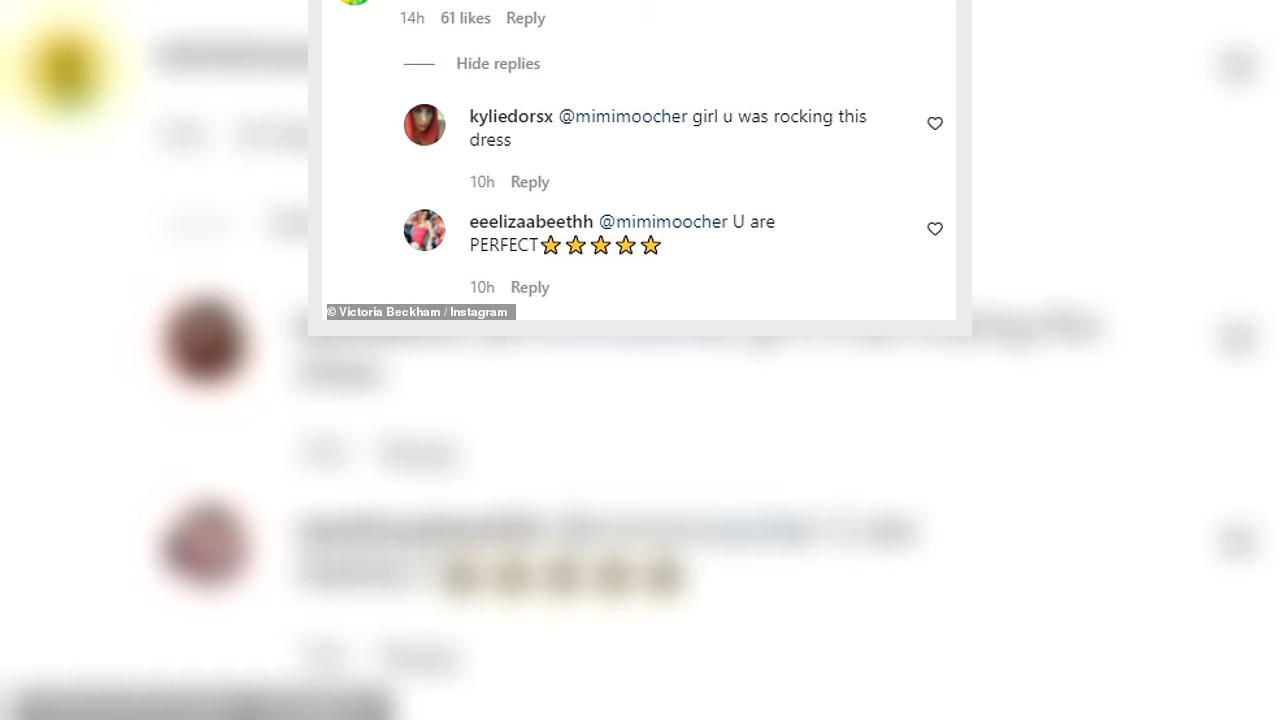 14h 61 likes Reply
Hide replies
kyliedorsx @mimimoocher girl u was rocking this
dress
10h Reply
eeelizaabeethh @mimimoocher U are
PERFECT⭐⭐⭐⭐⭐
10h Reply
© Victoria Beckham / Instagram